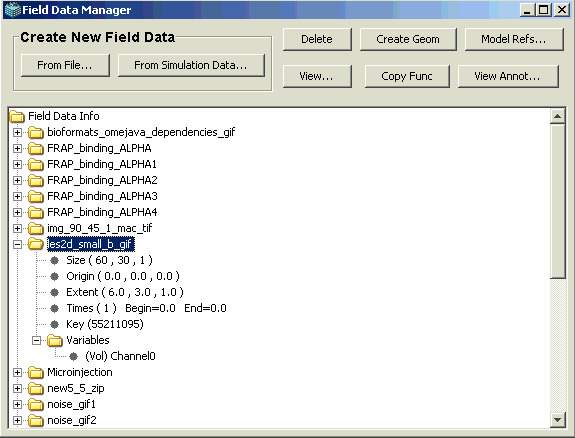 Field Data Manager
Create New Field Data
From File...
From Simulation Data...
Delete
Create Geom
Model Refs...
View...
Copy Func
View Annot...
Field Data Info
bioformats_omejava_dependencies_gif
FRAP_binding_ALPHA
FRAP_binding_ALPHA1
FRAP_binding_ALPHA2
FRAP_binding_ALPHA3
FRAP_binding_ALPHA4
img_90_45_1_mac_tif
ies2d_small_b_gif
Size ( 60 , 30 , 1 )
Origin ( 0.0 , 0.0 , 0.0 )
Extent ( 6.0 , 3.0 , 1.0 )
Times ( 1 ) Begin=0.0 End=0.0
Key (55211095)
Variables
(Vol) Channel0
Microinjection
new5_5_zip
noise_gif1
noise_gif2